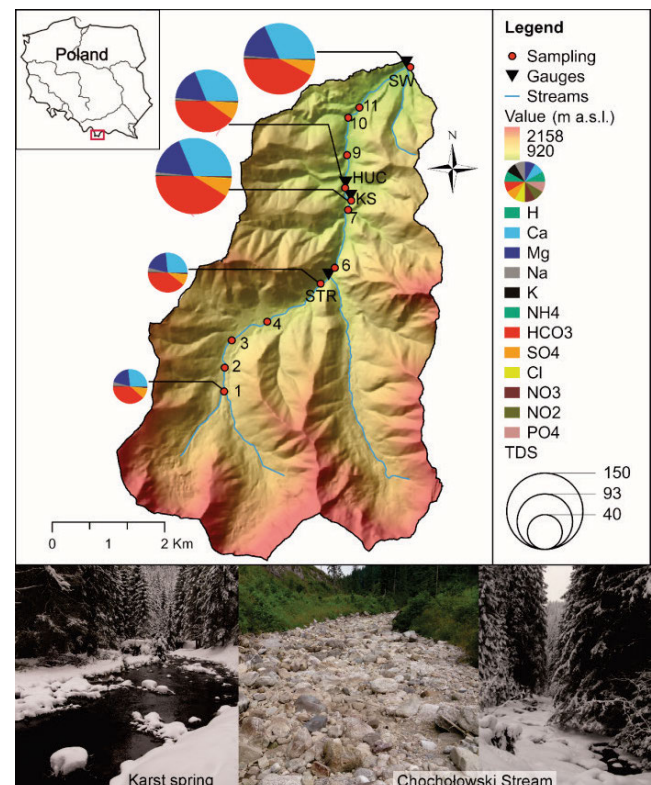 Poland
SW
11
10
9
HUC
KS
7
6
STR
4
3
2
1
N
0 1 2 Km
Legend
Sampling
Gauges
Streams
Value (m a.s.l.)
2158
920
H
Ca
Mg
Na
K
NH4
HCO3
SO4
Cl
NO3
NO2
PO4
TDS
150
93
40
Karst spring
Chochołowski Stream